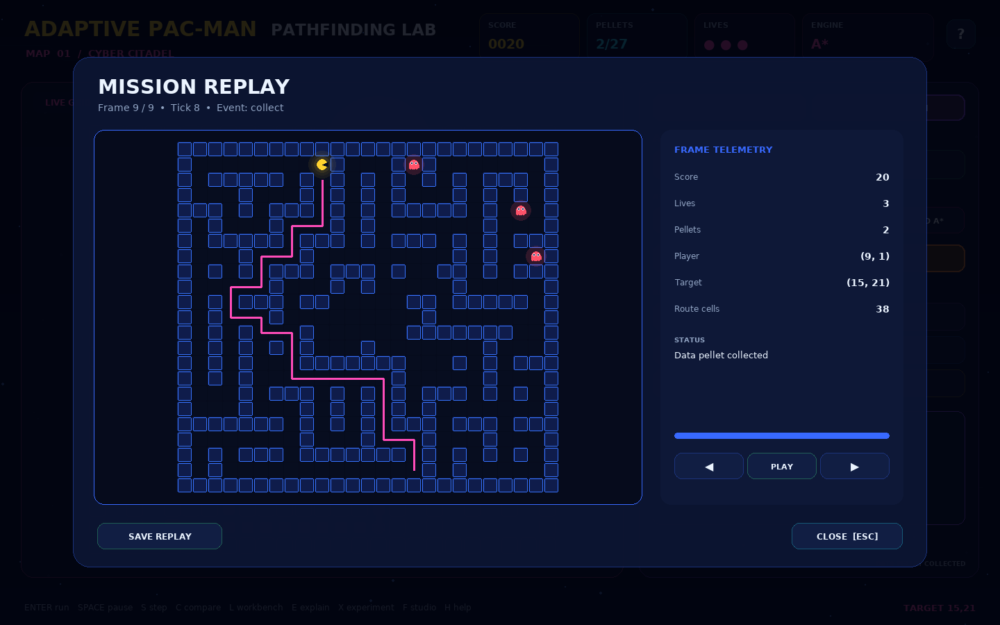 ADAPTIVE PAC-MAN PATHFINDING LAB
MAP 01 / CYBER CITADEL
SCORE
0020
PELLETS
2/27
LIVES
ENGINE
A*
?
LIVE
MISSION REPLAY
Frame 9 / 9 • Tick 8 • Event: collect
FRAME TELEMETRY
Score 20
Lives 3
Pellets 2
Player (9, 1)
Target (15, 21)
Route cells 38
STATUS
Data pellet collected
◀ PLAY ▶
A*
SAVE REPLAY
CLOSE [ESC]
COLLECTED
ENTER run SPACE pause S step C compare L workbench E explain X experiment F studio H help
TARGET 15,21